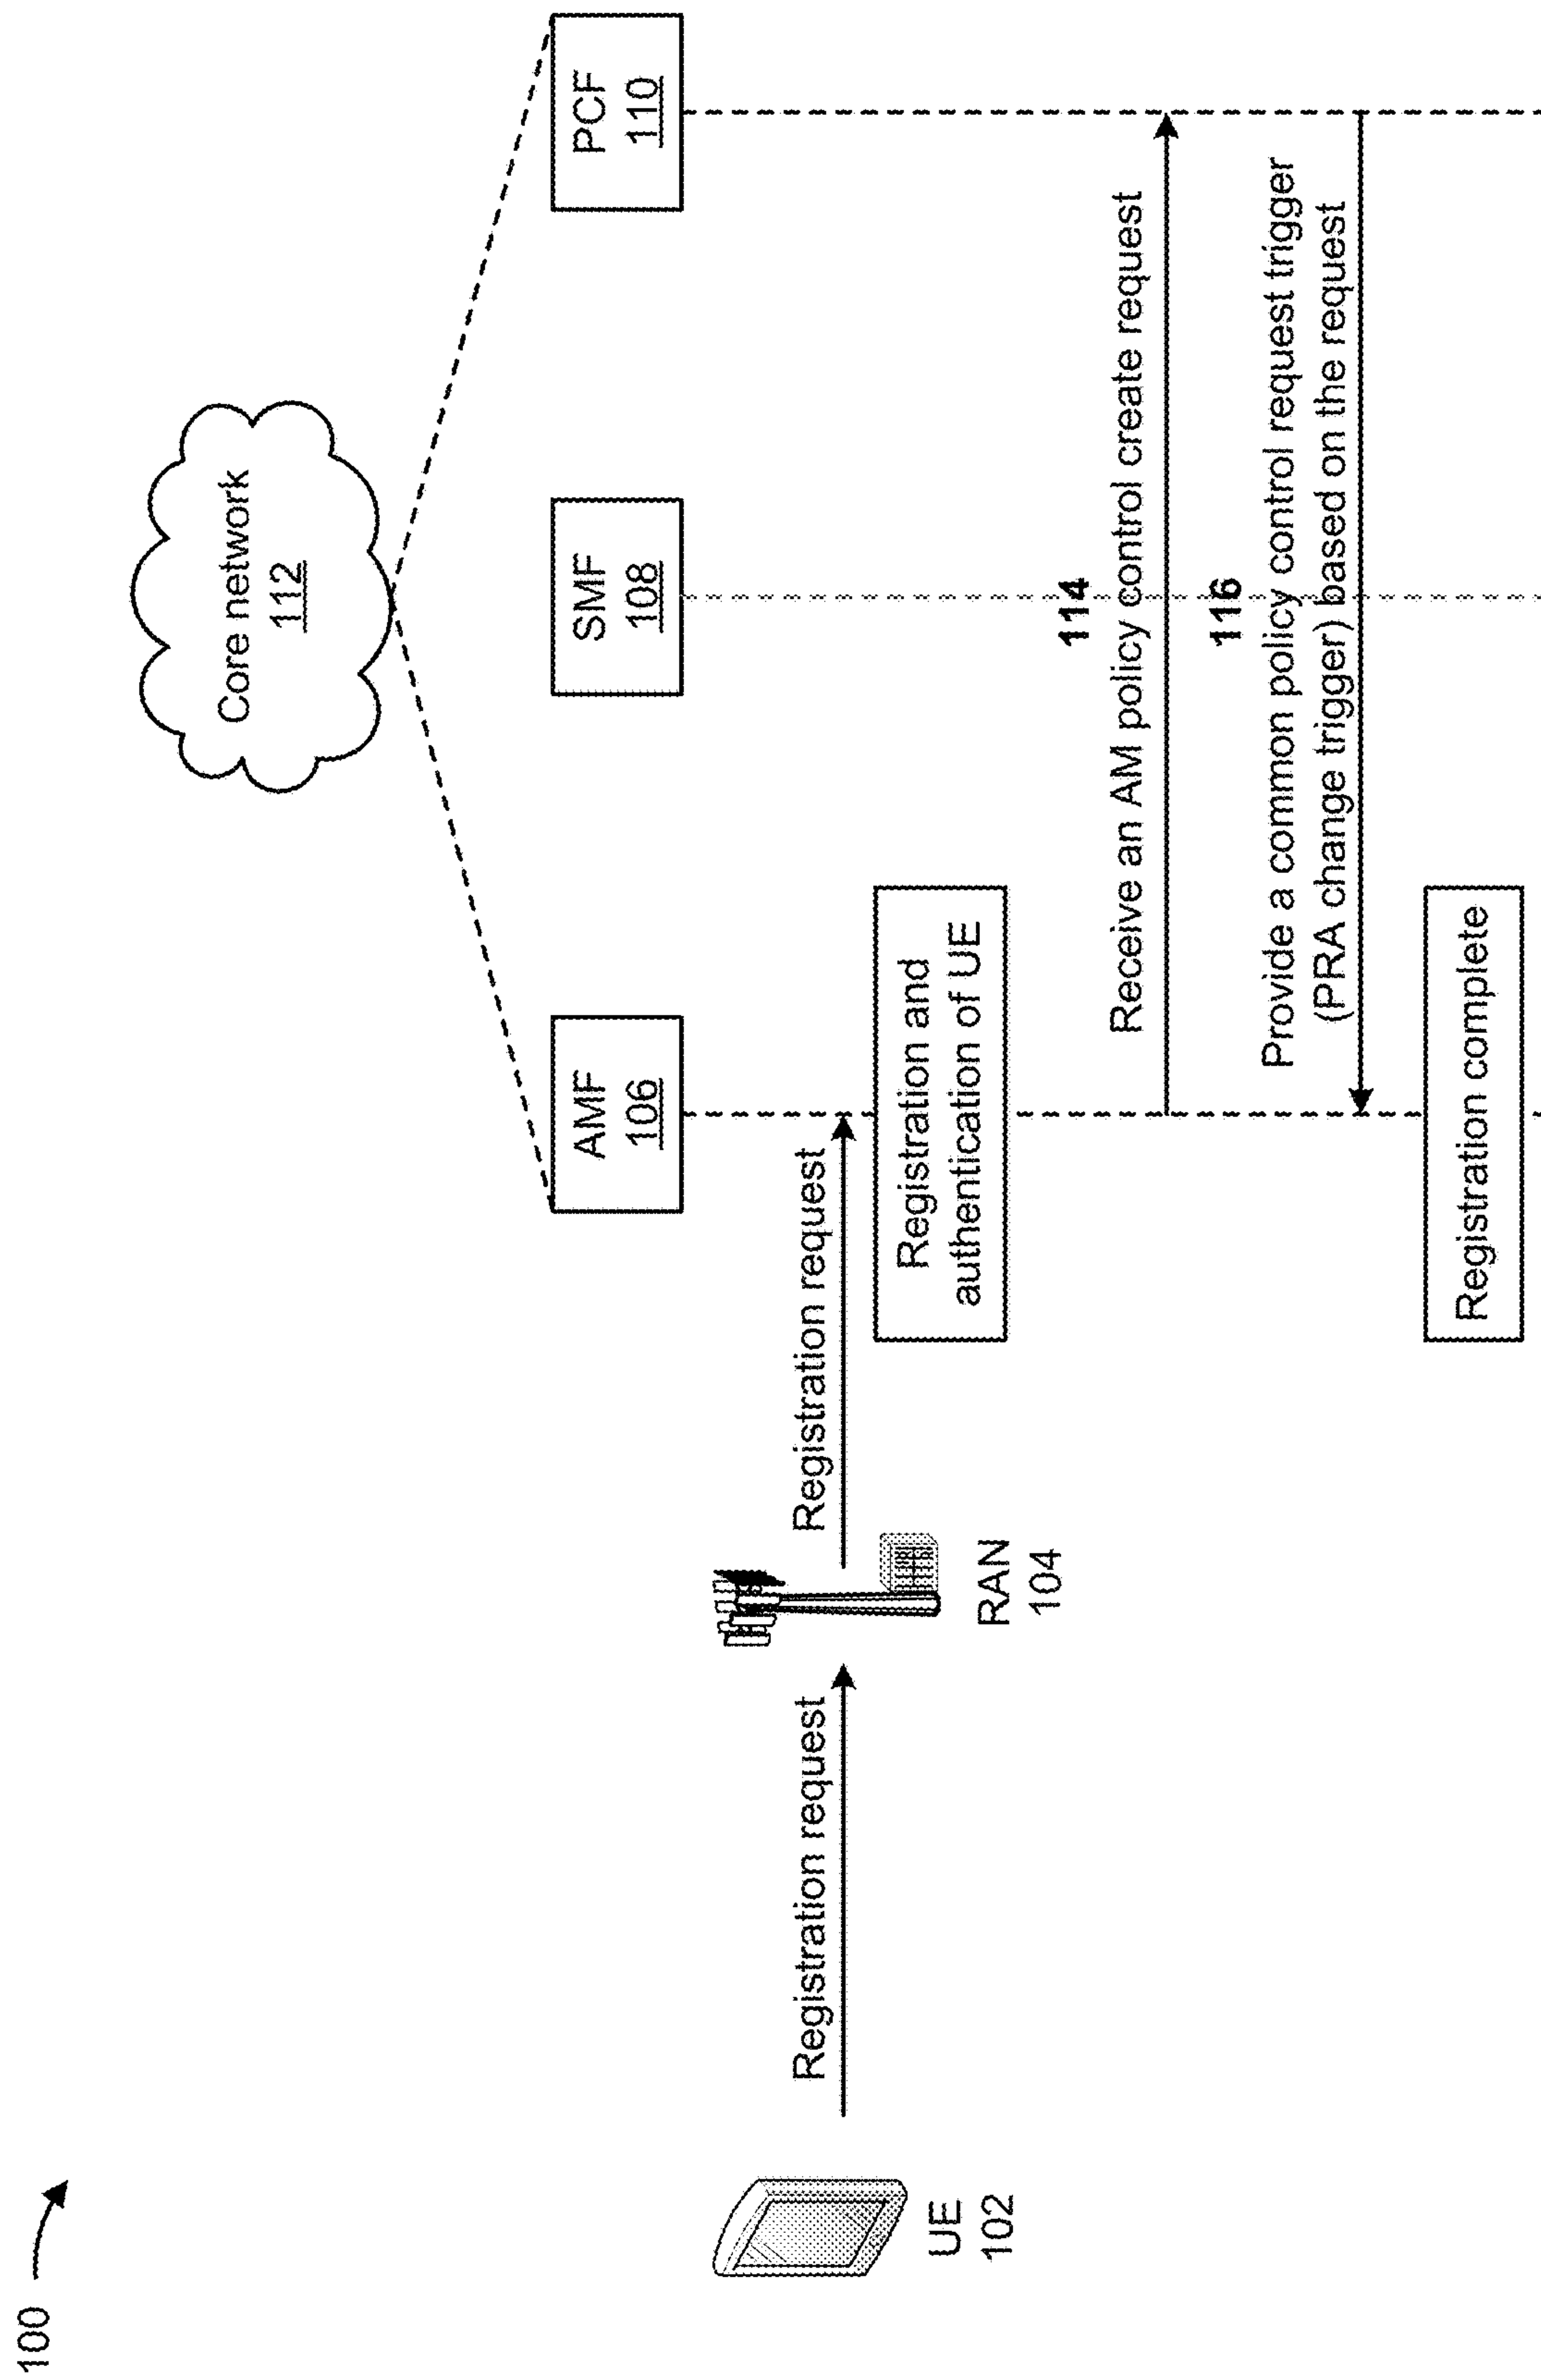 100
Core network
112
AMF
106
SMF
108
PCF
110
UE
102
Registration request
RAN
104
Registration request
Registration and
authentication of UE
114
Receive an AM policy control create request
116
Provide a common policy control request trigger
(PRA change trigger) based on the request
Registration complete